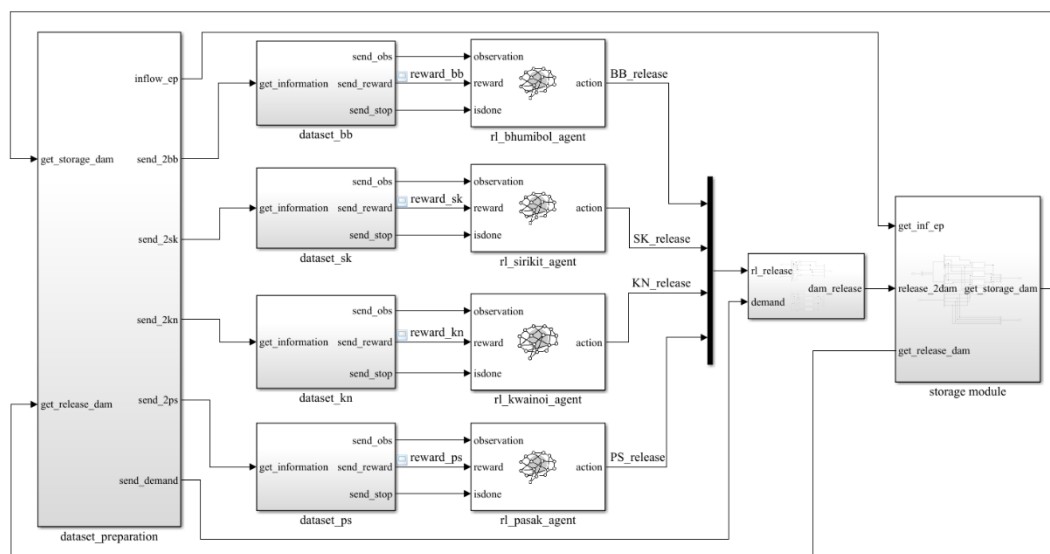 inflow_ep
get_storage_dam
send_2bb
send_2sk
send_2kn
send_2ps
get_release_dam
send_demand
dataset_preparation
get_information
send_obs
send_reward
send_stop
dataset_bb
reward_bb
observation
reward
isdone
action
rl_bhumibol_agent
BB_release
get_information
send_obs
send_reward
send_stop
dataset_sk
reward_sk
observation
reward
isdone
action
rl_sirikit_agent
SK_release
get_information
send_obs
send_reward
send_stop
dataset_kn
reward_kn
observation
reward
isdone
action
rl_kwainoi_agent
KN_release
get_information
send_obs
send_reward
send_stop
dataset_ps
reward_ps
observation
reward
isdone
action
rl_pasak_agent
PS_release
rl_release
dam_release
demand
get_inf_ep
release_2dam
get_storage_dam
get_release_dam
storage module